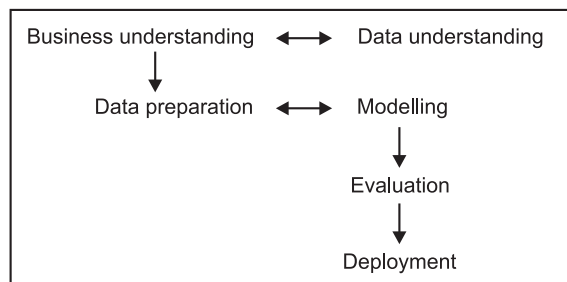 Business understanding Data understanding
Data preparation Modelling
Evaluation
Deployment